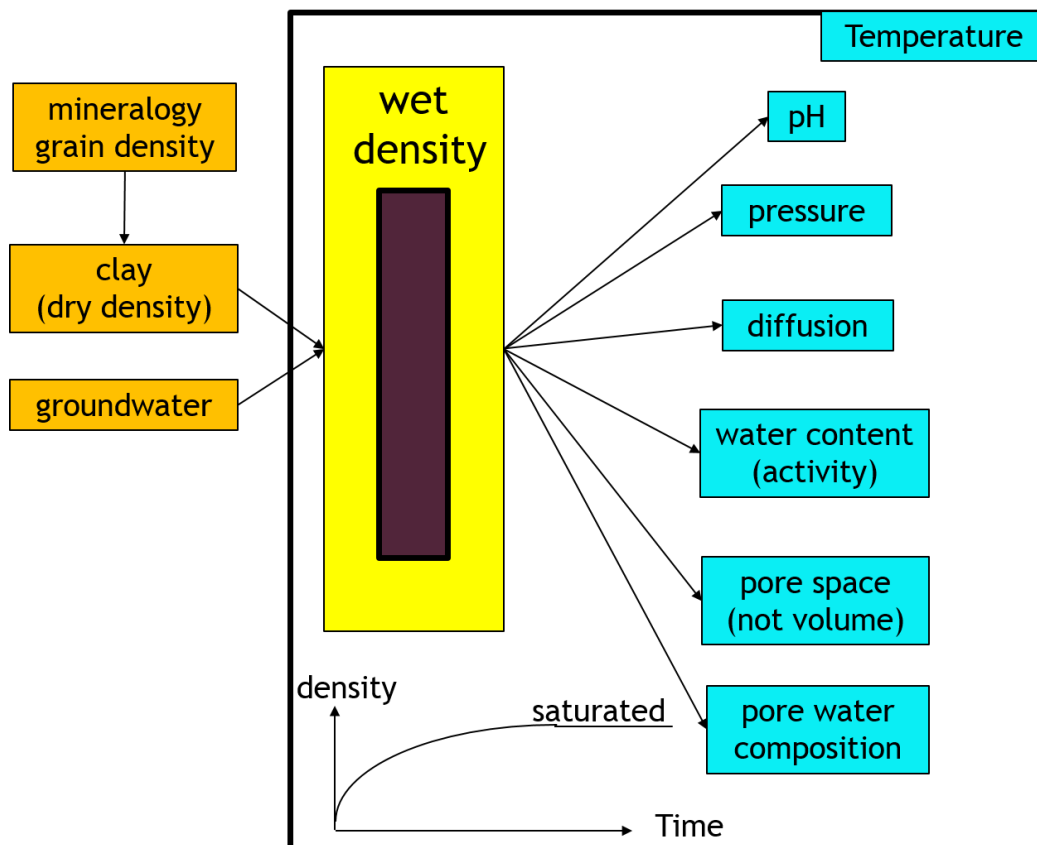 Temperature
mineralogy
grain density
clay
(dry density)
groundwater
wet
density
pH
pressure
diffusion
water content
(activity)
pore space
(not volume)
pore water
composition
density
saturated
Time